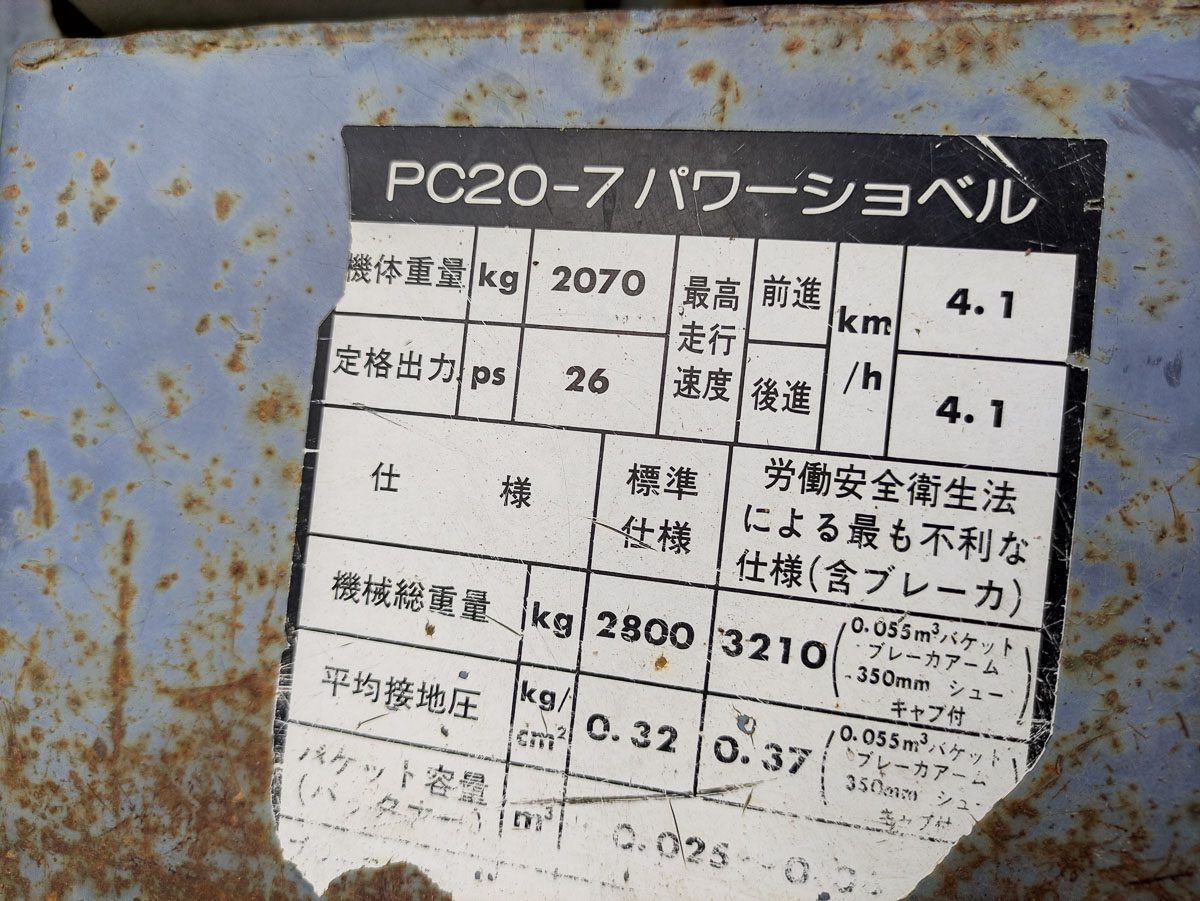 PC20-7パワーショベル
機体重量 kg 2070 最高走行速度 前進 km/h 4.1
定格出力 ps 26 後進 4.1
仕様 標準仕様 労働安全衛生法
による最も不利な
仕様(含ブレーカ)
機械総重量 kg 2800 3210 (0.055m³バケット
ブレーカアーム
350mm シュー
キャブ付)
平均接地圧 kg/cm² 0.32 0.37 (0.055m³バケット
ブレーカアーム
350mm シュー
キャブ付)
バケット容量 m³ 0.025